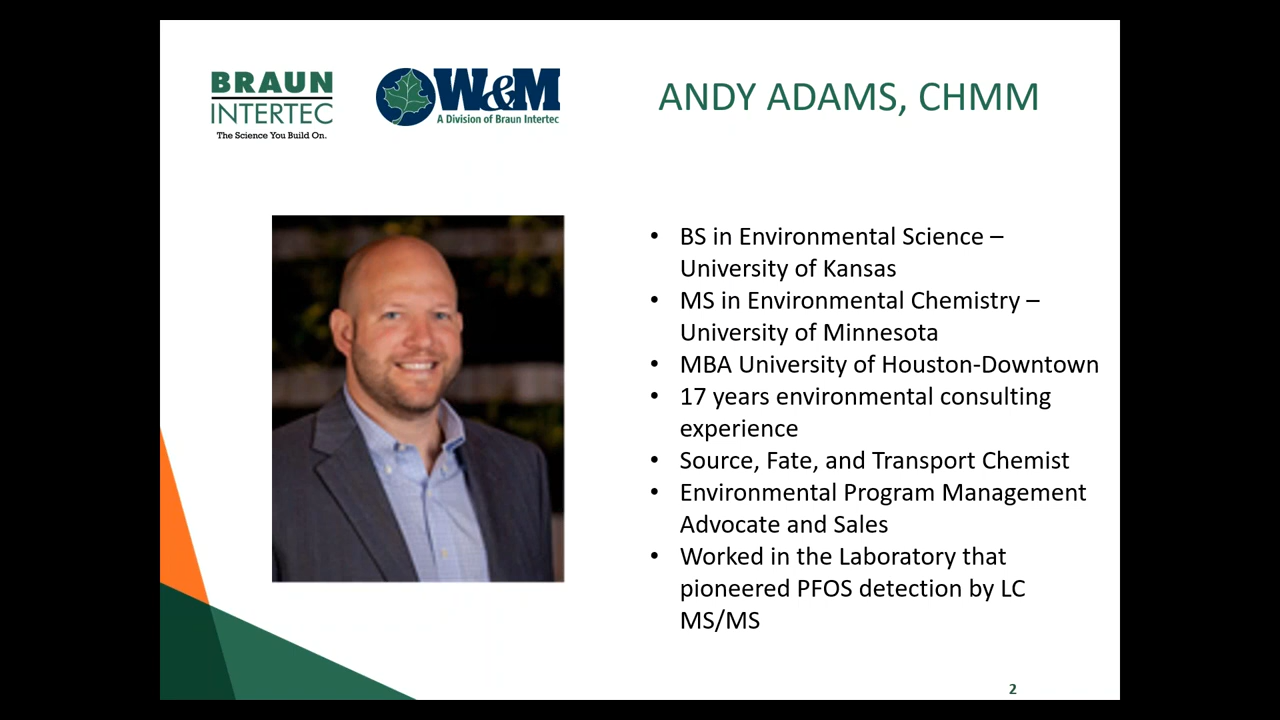 BRAUN
INTERTEC
The Science You Build On.
W&M
A Division of Braun Intertec
ANDY ADAMS, CHMM
• BS in Environmental Science –
University of Kansas
• MS in Environmental Chemistry –
University of Minnesota
• MBA University of Houston-Downtown
• 17 years environmental consulting
experience
• Source, Fate, and Transport Chemist
• Environmental Program Management
Advocate and Sales
• Worked in the Laboratory that
pioneered PFOS detection by LC
MS/MS
2